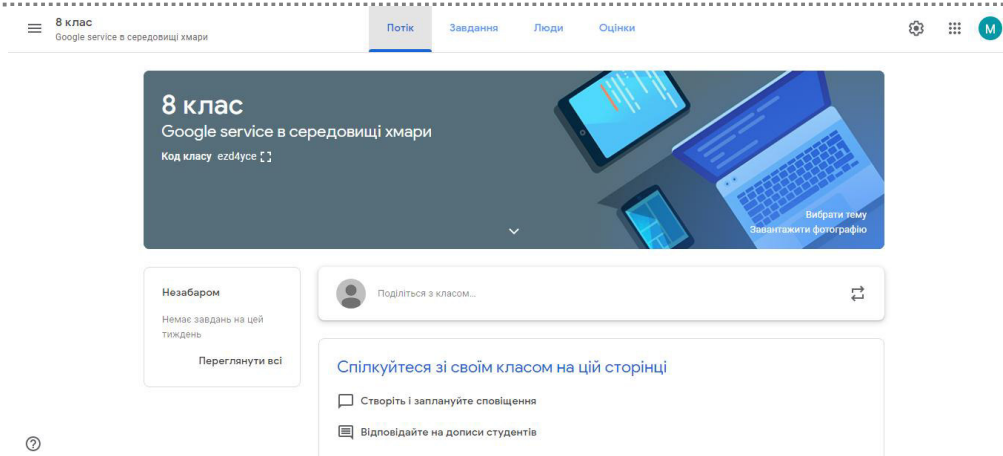 8 клас
Google service в середовищі хмари
Потік Завдання Люди Оцінки
M
8 клас
Google service в середовищі хмари
Код класу ezd4yce
Вибрати тему
Завантажити фотографію
Незабаром
Немає завдань на цей
тиждень
Переглянути всі
Поділіться з класом...
Спілкуйтеся зі своїм класом на цій сторінці
Створіть і заплануйте сповіщення
Відповідайте на дописи студентів